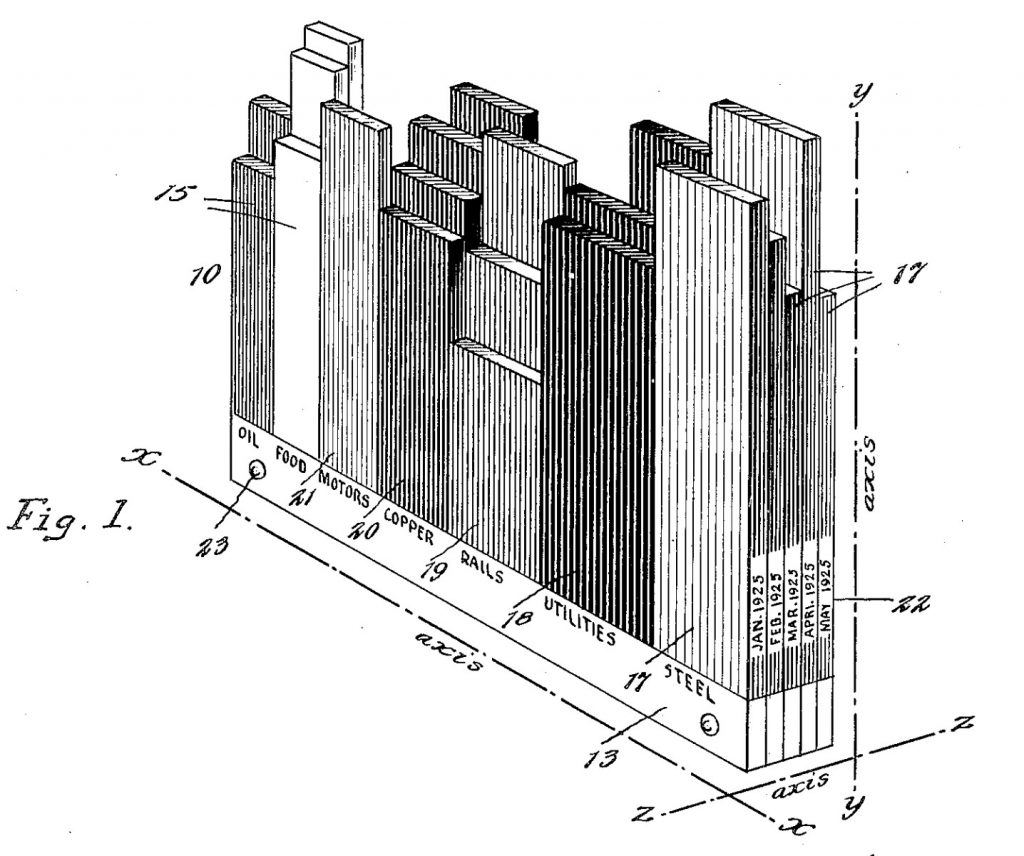 y
15
10
17
x
OIL FOOD MOTORS COPPER RAILS UTILITIES STEEL
21
20
19
18
17
23
Fig. 1.
axis
JAN. 1925
FEB. 1925
MAR. 1925
APRI. 1925
MAY 1925
22
axis
13
z
axis
z
x
y